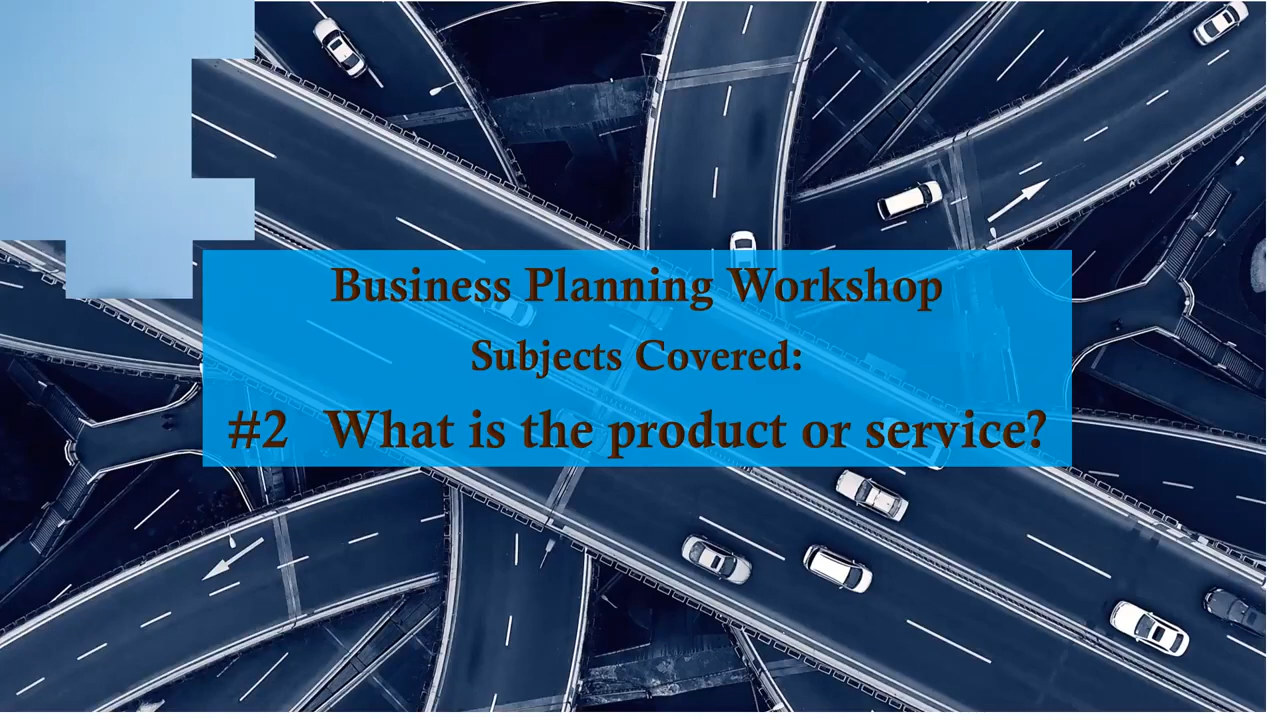 Business Planning Workshop
Subjects Covered:
#2 What is the product or service?